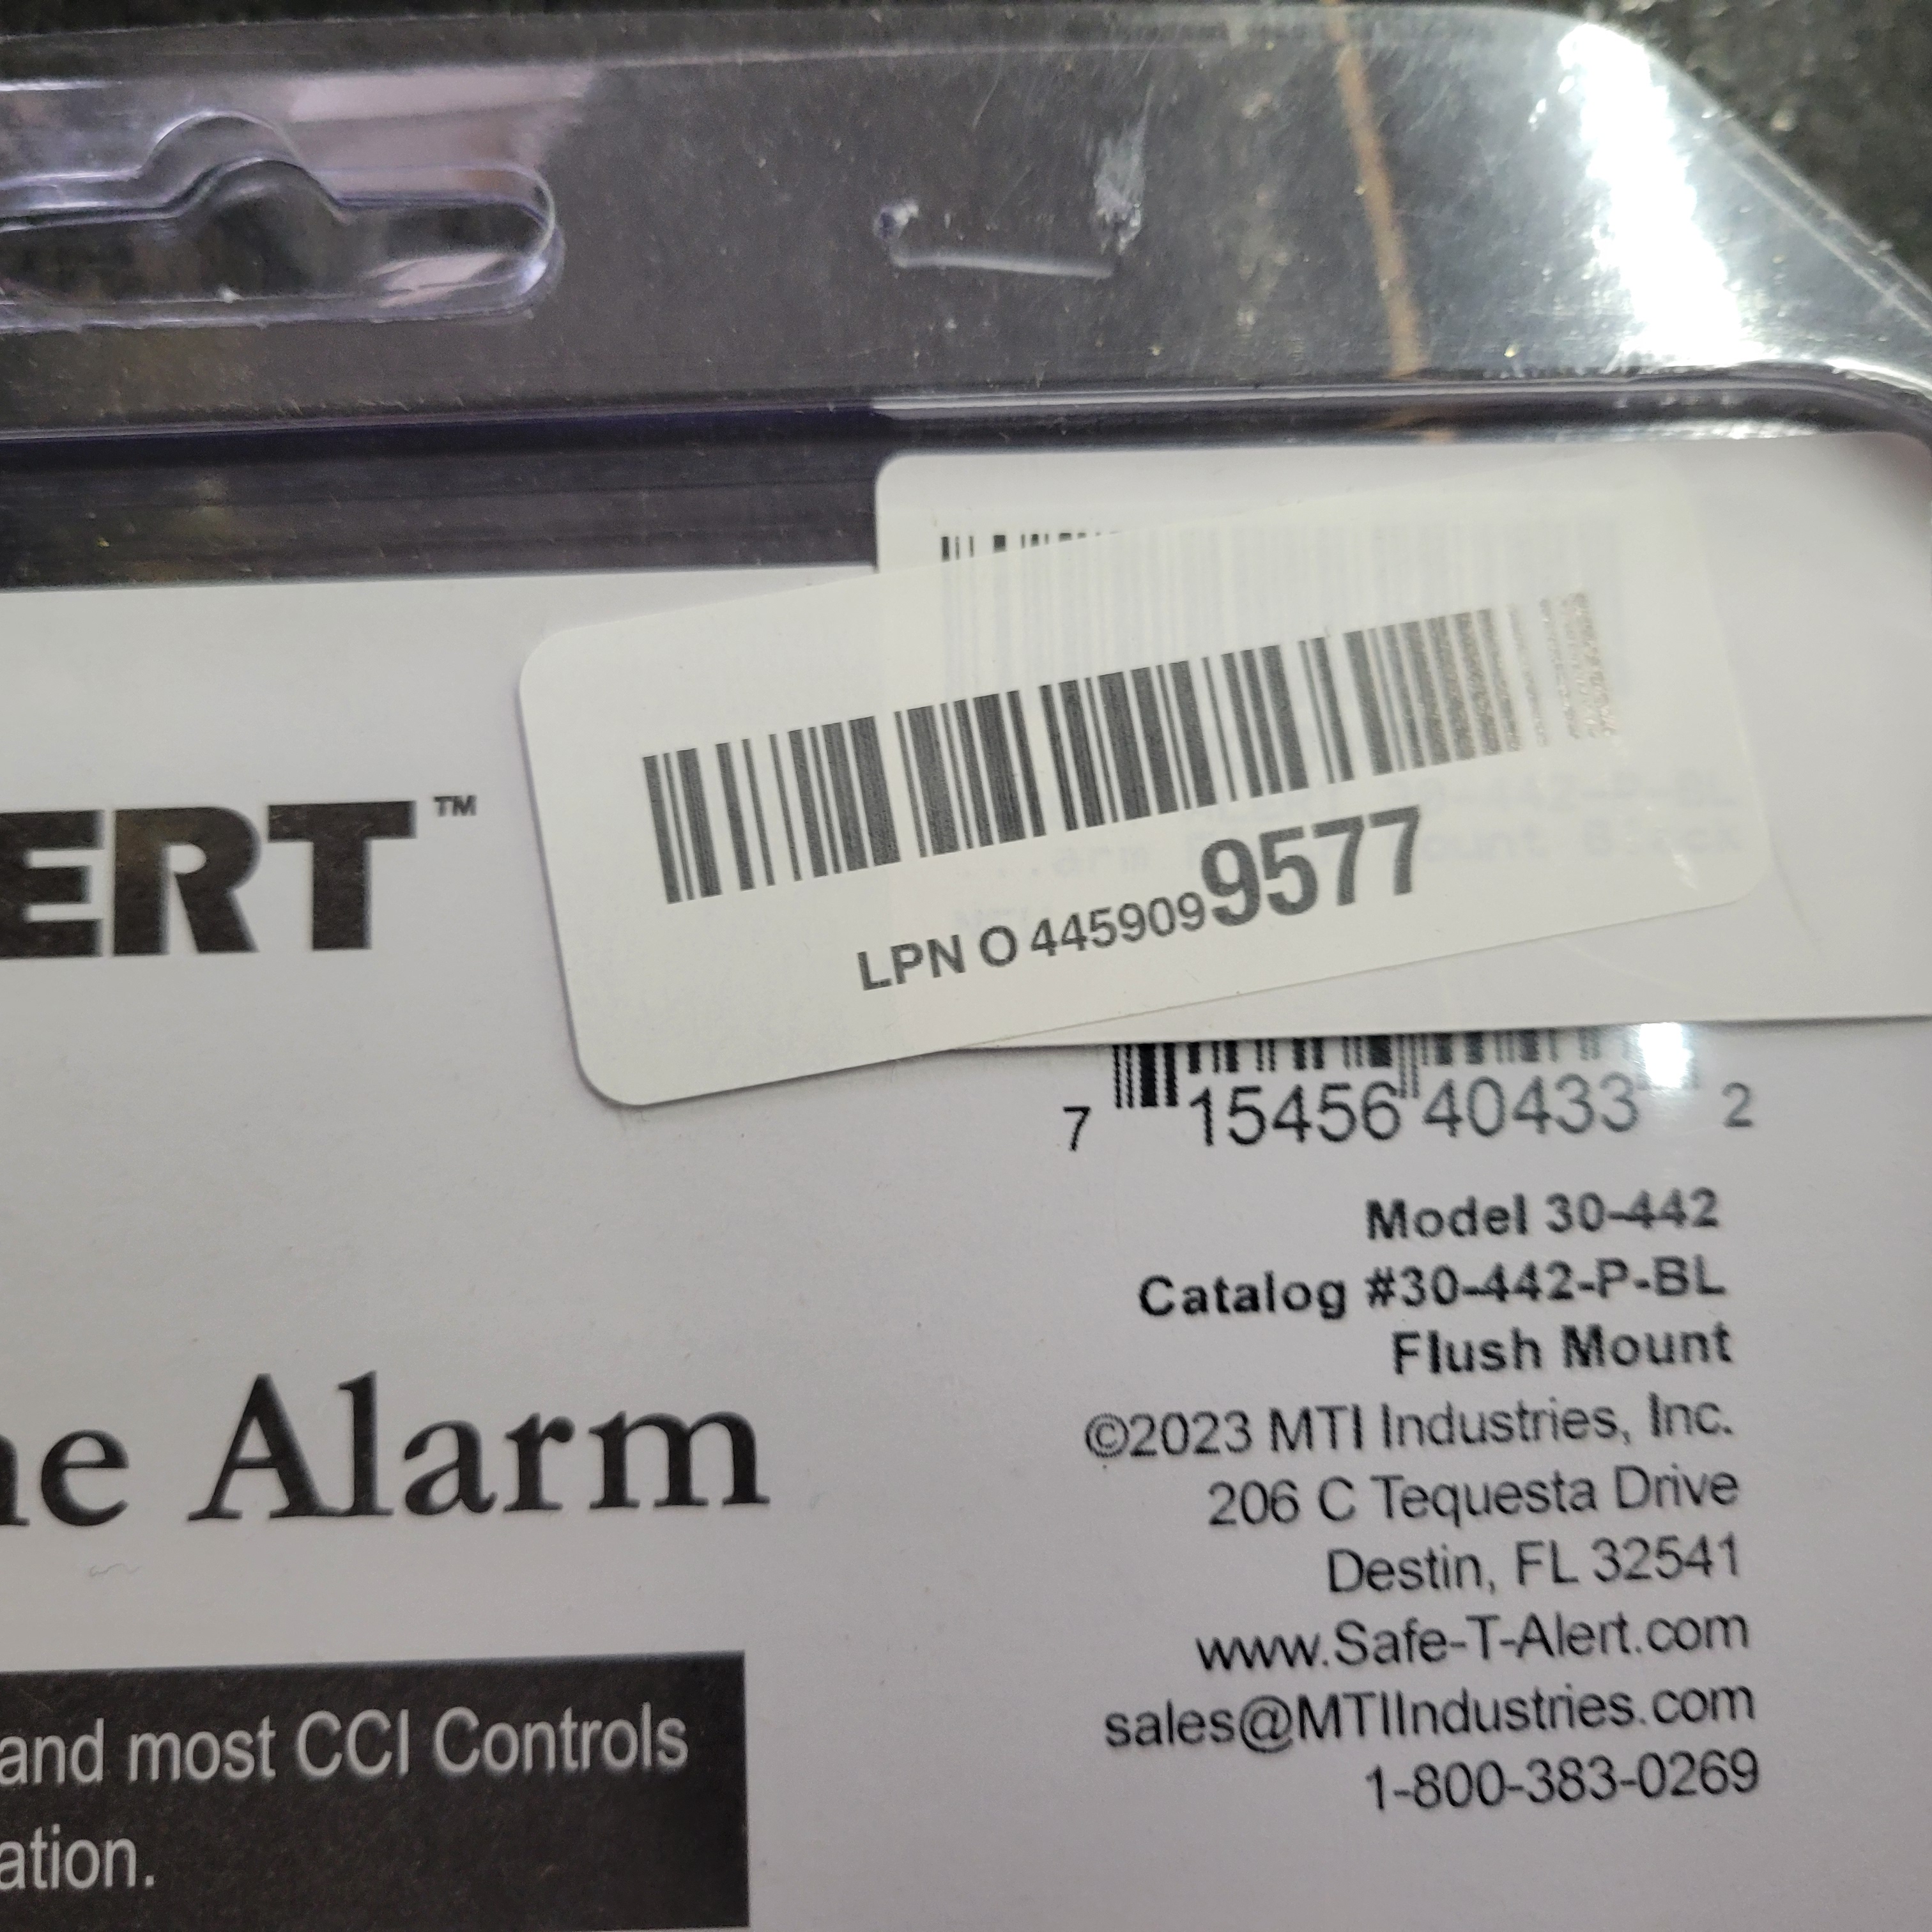 ERT™
LPN O 4459099577
7 15456 40433 2
Model 30-442
Catalog #30-442-P-BL
Flush Mount
©2023 MTI Industries, Inc.
206 C Tequesta Drive
Destin, FL 32541
www.Safe-T-Alert.com
sales@MTIIndustries.com
1-800-383-0269
ne Alarm
and most CCI Controls
ation.